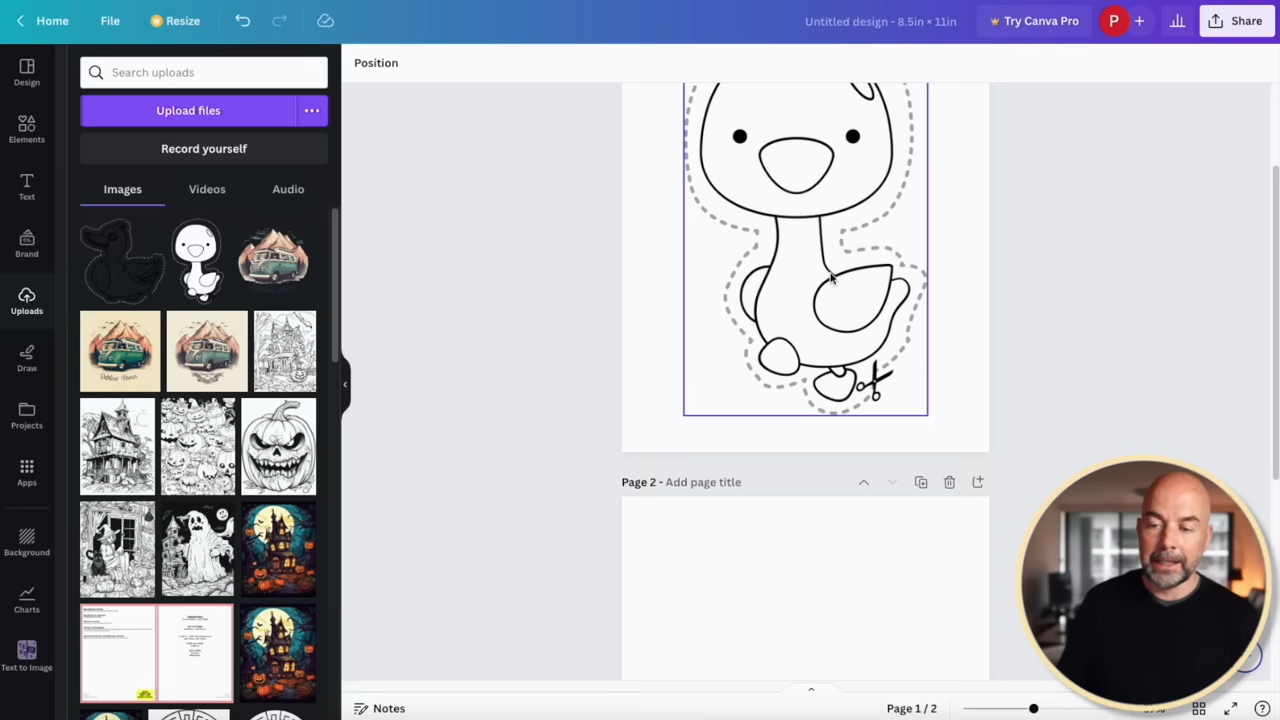 Home File Resize Untitled design - 8.5in × 11in Try Canva Pro P + Share
Design
Elements
Text
Brand
Uploads
Draw
Projects
Apps
Background
Charts
Text to Image
Search uploads
Upload files
Record yourself
Images Videos Audio
Position
Page 2 - Add page title
Notes
Page 1 / 2